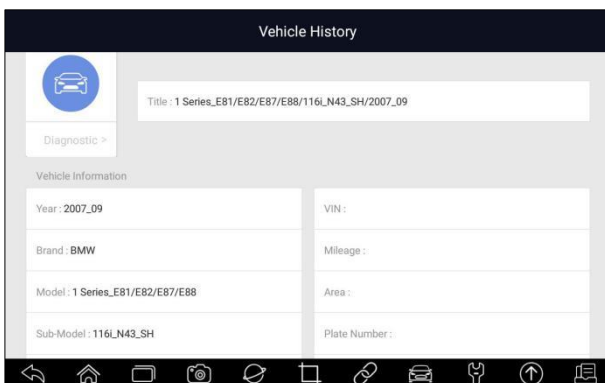 Vehicle History
Title : 1 Series_E81/E82/E87/E88/116i_N43_SH/2007_09
Diagnostic >
Vehicle Information
Year : 2007_09
VIN :
Brand : BMW
Mileage :
Model : 1 Series_E81/E82/E87/E88
Area :
Sub-Model : 116i_N43_SH
Plate Number :